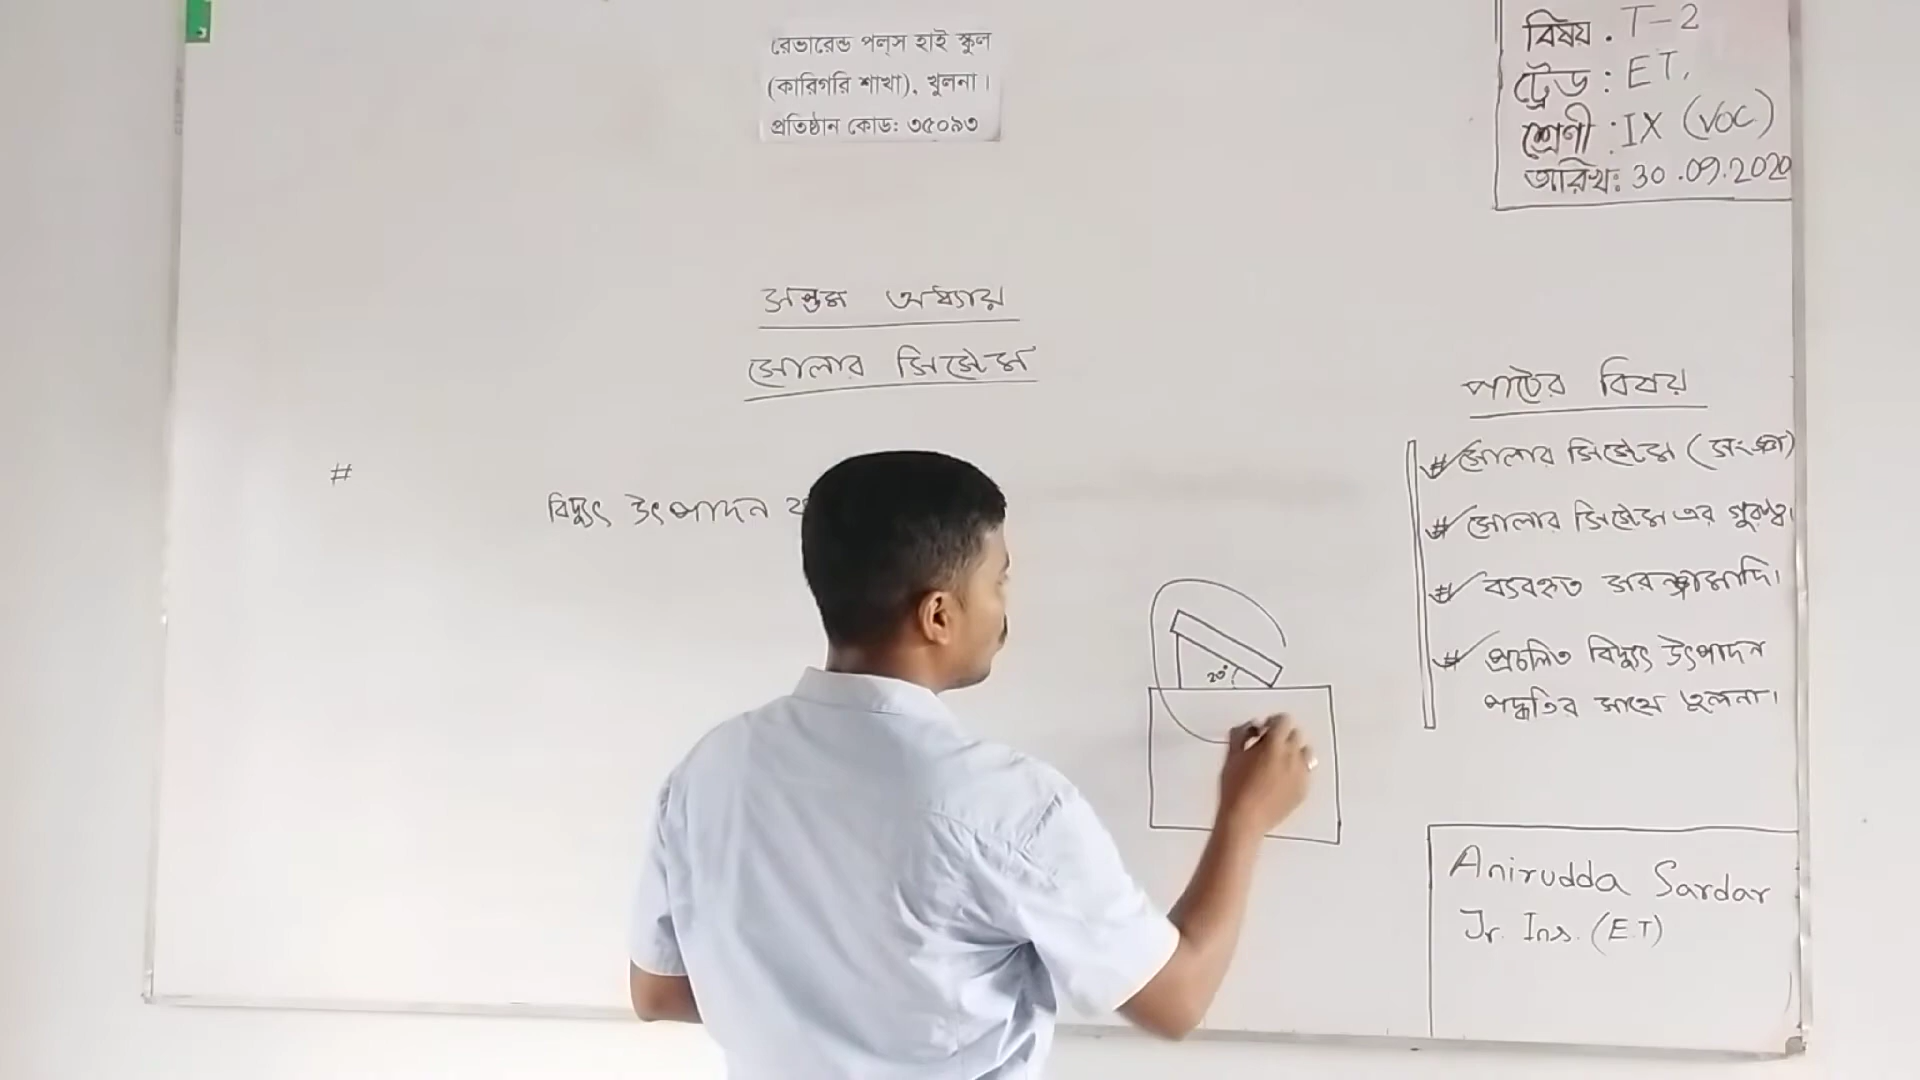 রেভারেন্ড পল্স হাই স্কুল
(কারিগরি শাখা), খুলনা।
প্রতিষ্ঠান কোড: ৩৫০৯৩
বিষয় . T-2
ট্রেড : ET.
শ্রেণী : IX (VOC)
তারিখ: 30.09.2020
সপ্তম অধ্যায়
সোলার সিস্টেম
#
বিদ্যুৎ উৎপাদন
20°
পাঠের বিষয়
# সোলার সিস্টেম (সংজ্ঞা)
# সোলার সিস্টেম এর গুরুত্ব।
# ব্যবহৃত সরঞ্জামাদি।
# প্রচলিত বিদ্যুৎ উৎপাদন
পদ্ধতির সাথে তুলনা।
Anirudda Sardar
Jr. Ins. (E.T)